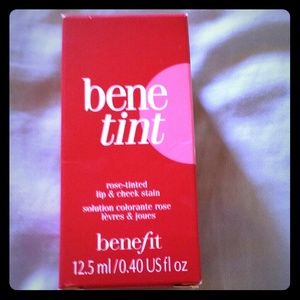 bene
tint
rose-tinted
lip & cheek stain
solution colorante rose
lèvres & joues
benefit
12.5 ml/0.40 US fl oz